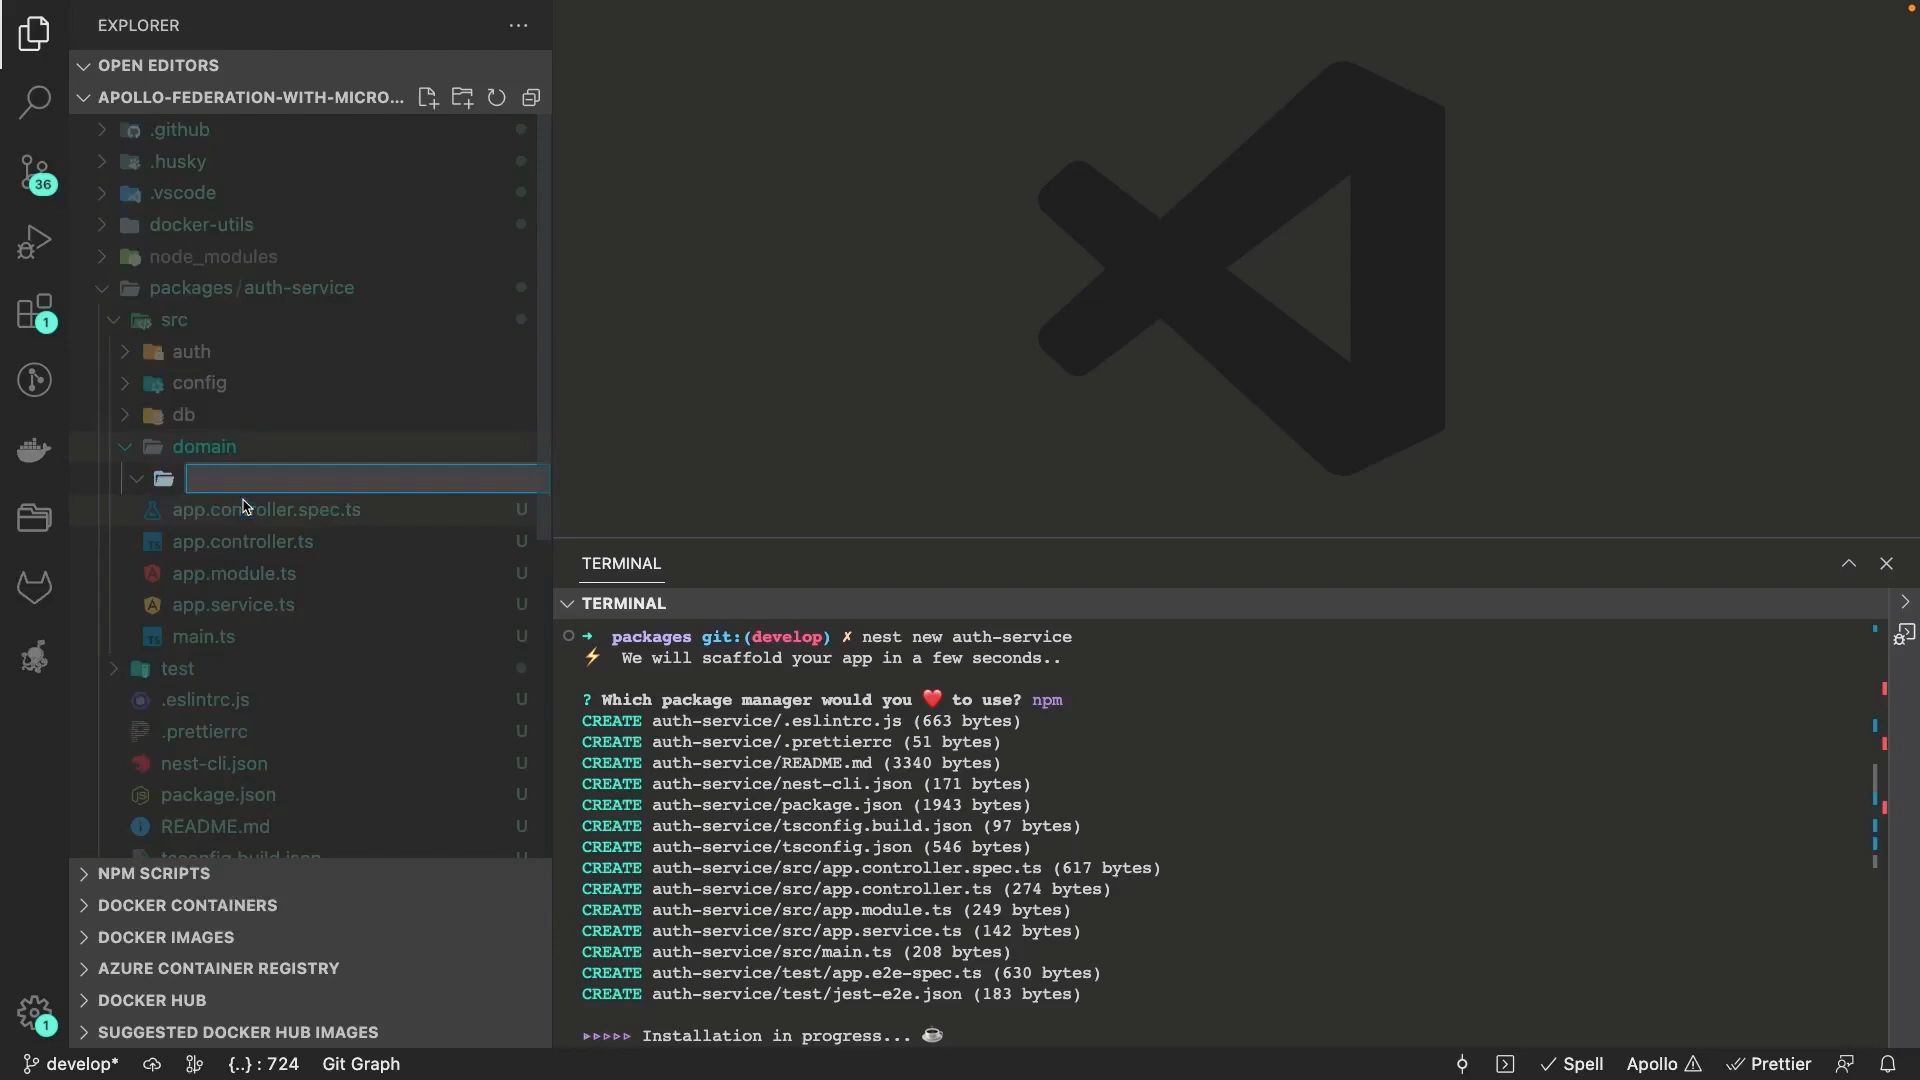 EXPLORER
OPEN EDITORS
APOLLO-FEDERATION-WITH-MICRO...
.github
.husky
.vscode
docker-utils
node_modules
packages / auth-service
src
auth
config
db
domain
app.controller.spec.ts U
app.controller.ts U
app.module.ts U
app.service.ts U
main.ts U
test
.eslintrc.js U
.prettierrc U
nest-cli.json U
package.json U
README.md U
tsconfig.build.json U
NPM SCRIPTS
DOCKER CONTAINERS
DOCKER IMAGES
AZURE CONTAINER REGISTRY
DOCKER HUB
SUGGESTED DOCKER HUB IMAGES
36
1
1
TERMINAL
TERMINAL
→ packages git:(develop) ✗ nest new auth-service
⚡ We will scaffold your app in a few seconds..
? Which package manager would you ❤️ to use? npm
CREATE auth-service/.eslintrc.js (663 bytes)
CREATE auth-service/.prettierrc (51 bytes)
CREATE auth-service/README.md (3340 bytes)
CREATE auth-service/nest-cli.json (171 bytes)
CREATE auth-service/package.json (1943 bytes)
CREATE auth-service/tsconfig.build.json (97 bytes)
CREATE auth-service/tsconfig.json (546 bytes)
CREATE auth-service/src/app.controller.spec.ts (617 bytes)
CREATE auth-service/src/app.controller.ts (274 bytes)
CREATE auth-service/src/app.module.ts (249 bytes)
CREATE auth-service/src/app.service.ts (142 bytes)
CREATE auth-service/src/main.ts (208 bytes)
CREATE auth-service/test/app.e2e-spec.ts (630 bytes)
CREATE auth-service/test/jest-e2e.json (183 bytes)
▹▹▹▹▹ Installation in progress... ☕
develop* {..} : 724 Git Graph Spell Apollo Prettier